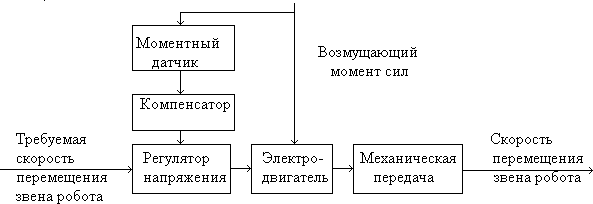 Моментный
датчик
Возмущающий
момент сил
Компенсатор
Требуемая
скорость
перемещения
звена робота
Регулятор
напряжения
Электро-
двигатель
Механическая
передача
Скорость
перемещения
звена робота